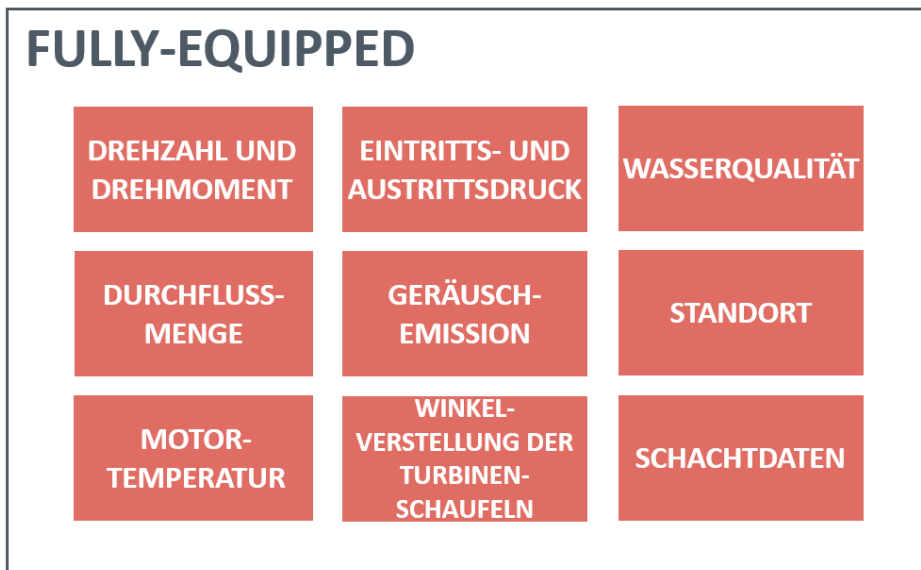 FULLY-EQUIPPED
DREHZAHL UND
DREHMOMENT
EINTRITTS- UND
AUSTRITTSDRUCK
WASSERQUALITÄT
DURCHFLUSS-
MENGE
GERÄUSCH-
EMISSION
STANDORT
MOTOR-
TEMPERATUR
WINKEL-
VERSTELLUNG DER
TURBINEN-
SCHAUFELN
SCHACHTDATEN